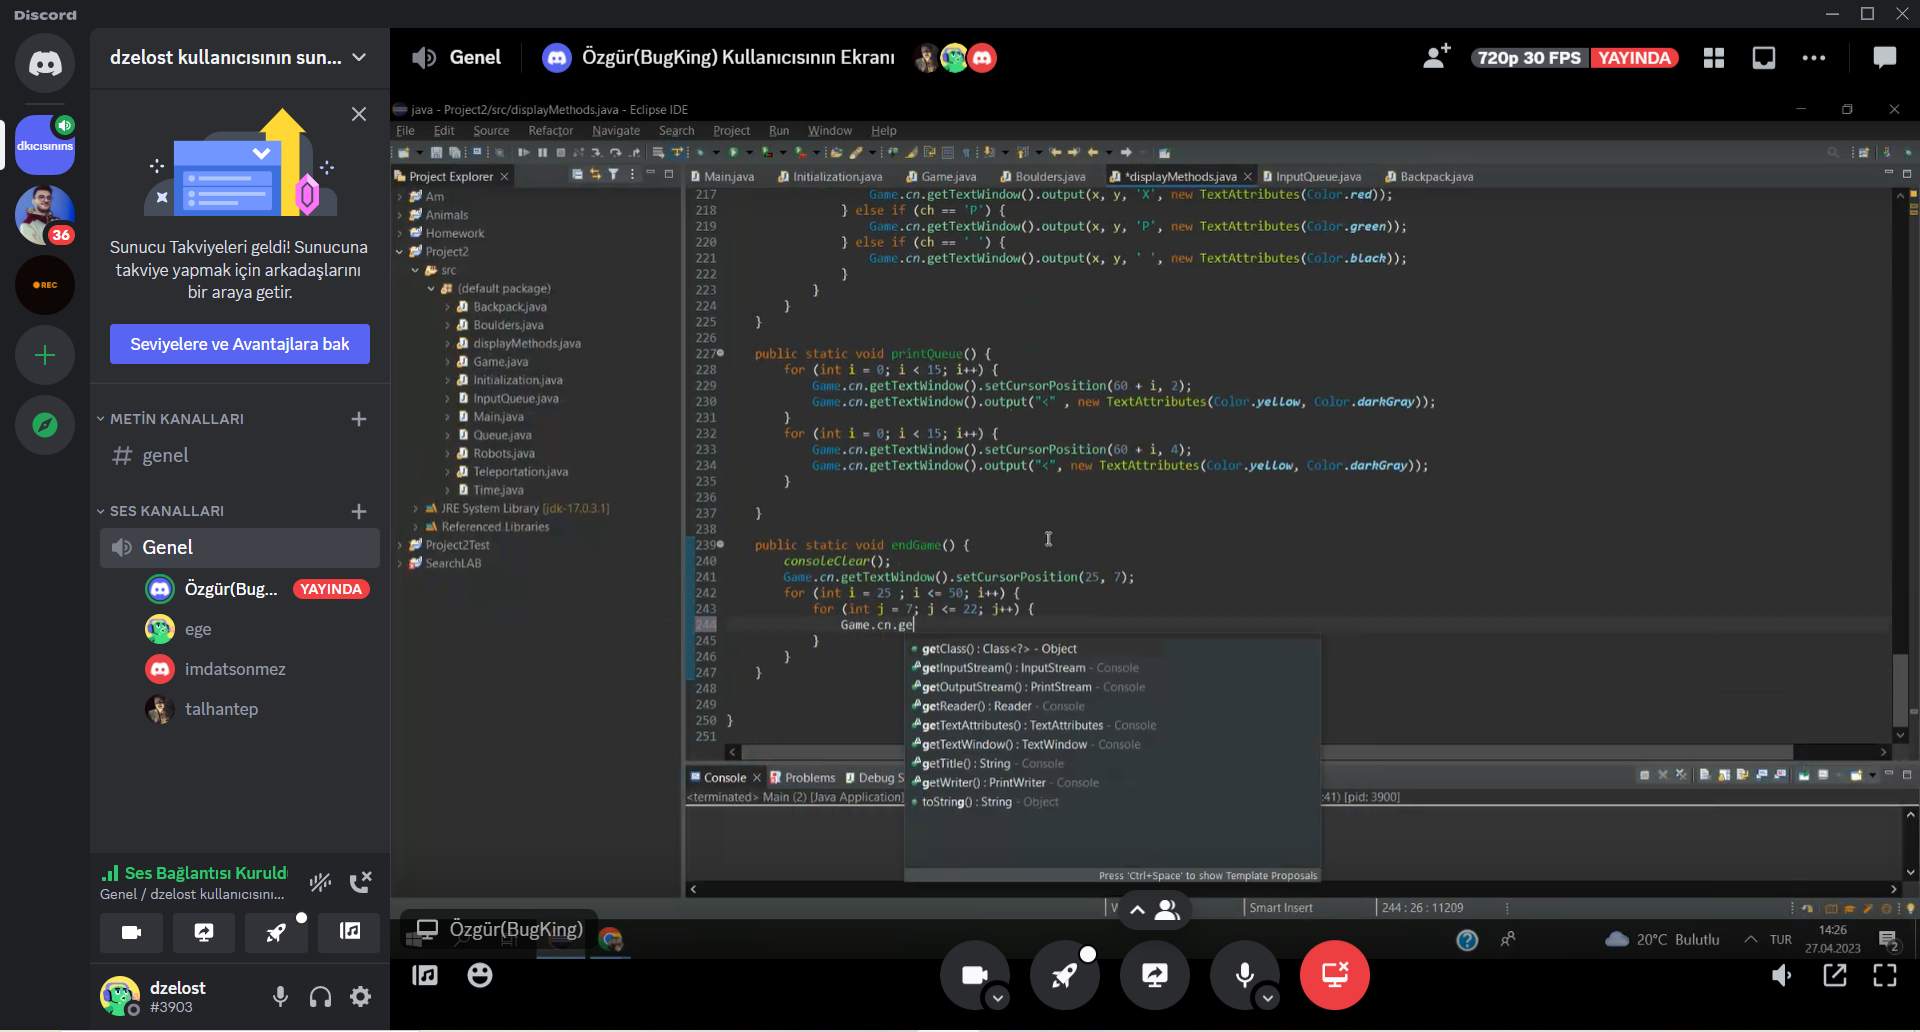 Discord
dzelost kullanıcısının sun...
dkıcısınıns
36
REC
Sunucu Takviyeleri geldi! Sunucuna
takviye yapmak için arkadaşlarını
bir araya getir.
Seviyelere ve Avantajlara bak
METİN KANALLARI
genel
SES KANALLARI
Genel
Özgür(Bug... YAYINDA
ege
imdatsonmez
talhantep
Ses Bağlantısı Kuruldu
Genel / dzelost kullanıcısını...
dzelost
#3903
Genel
Özgür(BugKing) Kullanıcısının Ekranı
720p 30 FPS YAYINDA
java - Project2/src/displayMethods.java - Eclipse IDE
File Edit Source Refactor Navigate Search Project Run Window Help
Project Explorer
Am
Animals
Homework
Project2
src
(default package)
Backpack.java
Boulders.java
displayMethods.java
Game.java
Initialization.java
InputQueue.java
Main.java
Queue.java
Robots.java
Teleportation.java
Time.java
JRE System Library [jdk-17.0.3.1]
Referenced Libraries
Project2Test
SearchLAB
Main.java Initialization.java Game.java Boulders.java *displayMethods.java InputQueue.java Backpack.java
217 Game.cn.getTextWindow().output(x, y, 'X', new TextAttributes(Color.red));
218 } else if (ch == 'P') {
219 Game.cn.getTextWindow().output(x, y, 'P', new TextAttributes(Color.green));
220 } else if (ch == ' ') {
221 Game.cn.getTextWindow().output(x, y, ' ', new TextAttributes(Color.black));
222 }
223 }
224 }
225 }
226
227 public static void printQueue() {
228 for (int i = 0; i < 15; i++) {
229 Game.cn.getTextWindow().setCursorPosition(60 + i, 2);
230 Game.cn.getTextWindow().output("<" , new TextAttributes(Color.yellow, Color.darkGray));
231 }
232 for (int i = 0; i < 15; i++) {
233 Game.cn.getTextWindow().setCursorPosition(60 + i, 4);
234 Game.cn.getTextWindow().output("<", new TextAttributes(Color.yellow, Color.darkGray));
235 }
236
237 }
238
239 public static void endGame() {
240 consoleClear();
241 Game.cn.getTextWindow().setCursorPosition(25, 7);
242 for (int i = 25 ; i <= 50; i++) {
243 for (int j = 7; j <= 22; j++) {
244 Game.cn.ge
245 }
246 }
247 }
248
249
250 }
251
getClass() : Class<?> - Object
getInputStream() : InputStream - Console
getOutputStream() : PrintStream - Console
getReader() : Reader - Console
getTextAttributes() : TextAttributes - Console
getTextWindow() : TextWindow - Console
getTitle() : String - Console
getWriter() : PrintWriter - Console
toString() : String - Object
Press 'Ctrl+Space' to show Template Proposals
Console Problems Debug S
<terminated> Main (2) [Java Application] :41) [pid: 3900]
W Smart Insert 244 : 26 : 11209
Özgür(BugKing)
20°C Bulutlu TUR 14:26
27.04.2023
2